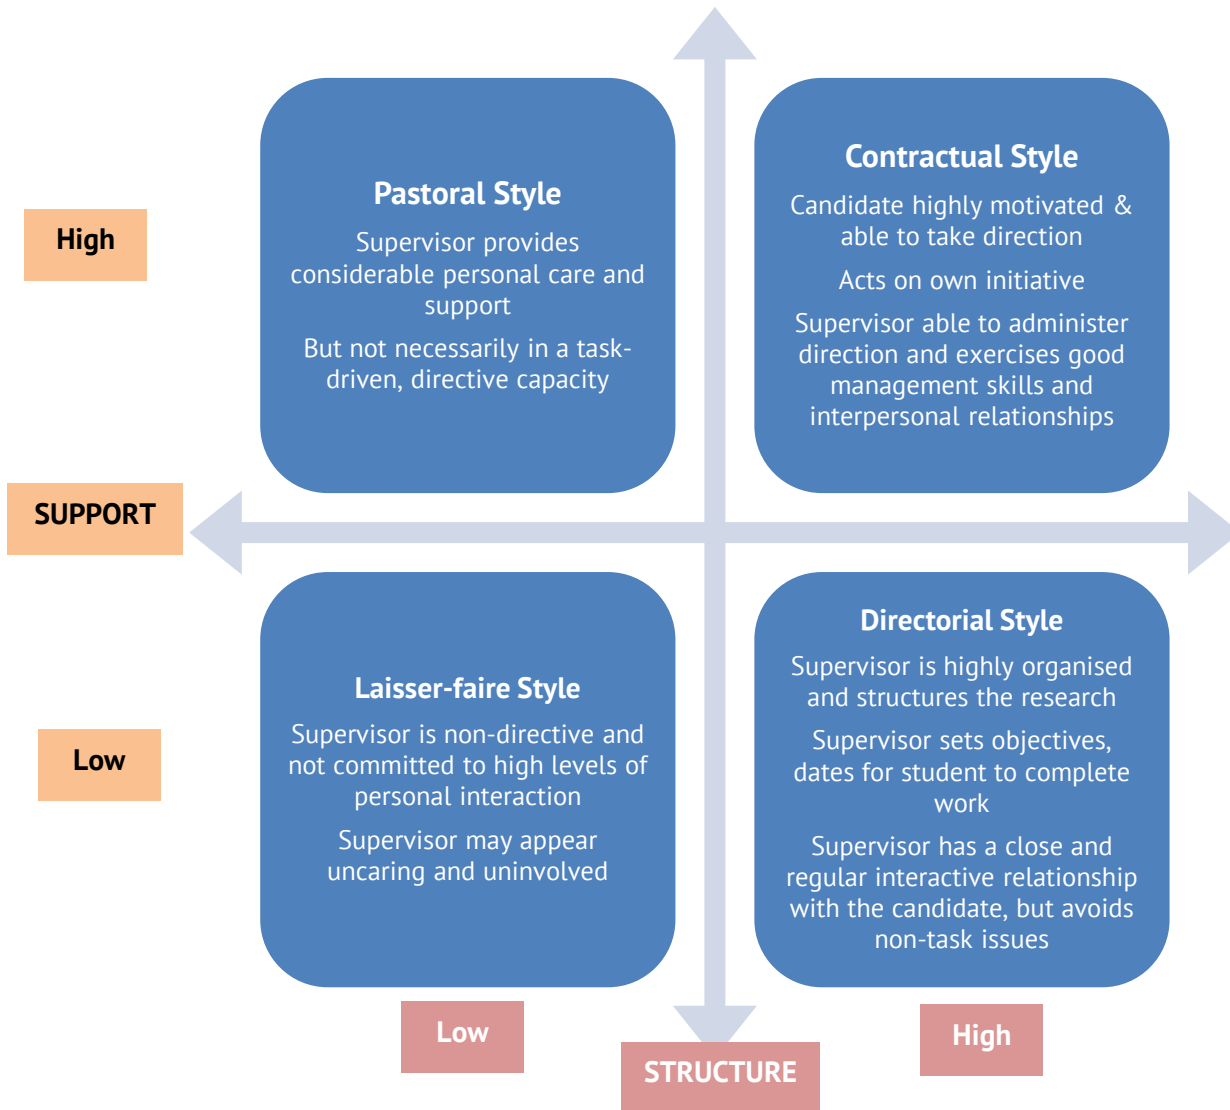 High
Pastoral Style
Supervisor provides
considerable personal care and
support
But not necessarily in a task-
driven, directive capacity
Contractual Style
Candidate highly motivated &
able to take direction
Acts on own initiative
Supervisor able to administer
direction and exercises good
management skills and
interpersonal relationships
SUPPORT
Low
Laisser-faire Style
Supervisor is non-directive and
not committed to high levels of
personal interaction
Supervisor may appear
uncaring and uninvolved
Directorial Style
Supervisor is highly organised
and structures the research
Supervisor sets objectives,
dates for student to complete
work
Supervisor has a close and
regular interactive relationship
with the candidate, but avoids
non-task issues
Low
STRUCTURE
High